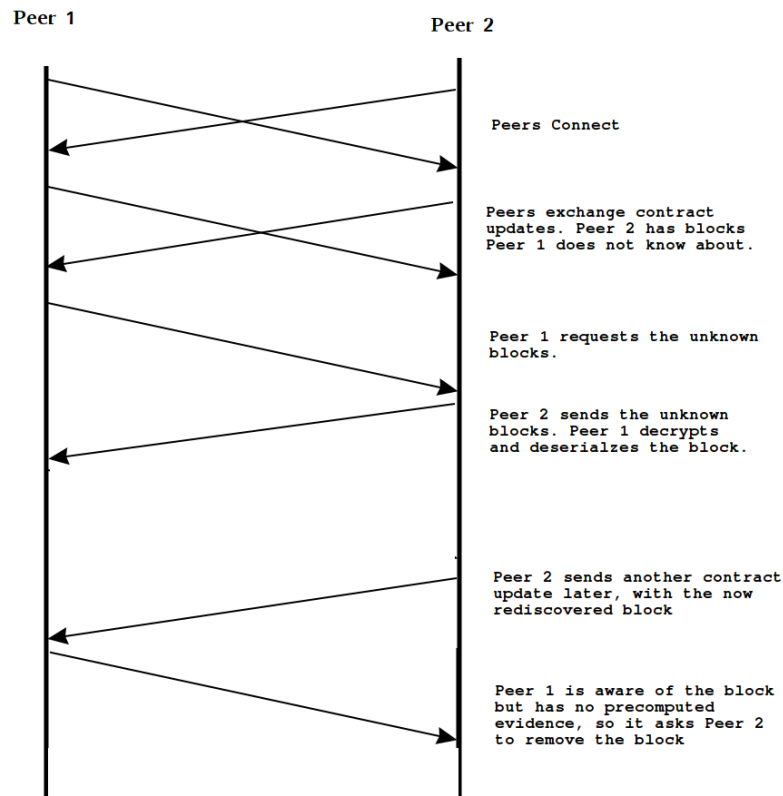 Peer 1
Peer 2
Peers Connect
Peers exchange contract
updates. Peer 2 has blocks
Peer 1 does not know about.
Peer 1 requests the unknown
blocks.
Peer 2 sends the unknown
blocks. Peer 1 decrypts
and deserialzes the block.
Peer 2 sends another contract
update later, with the now
rediscovered block
Peer 1 is aware of the block
but has no precomputed
evidence, so it asks Peer 2
to remove the block